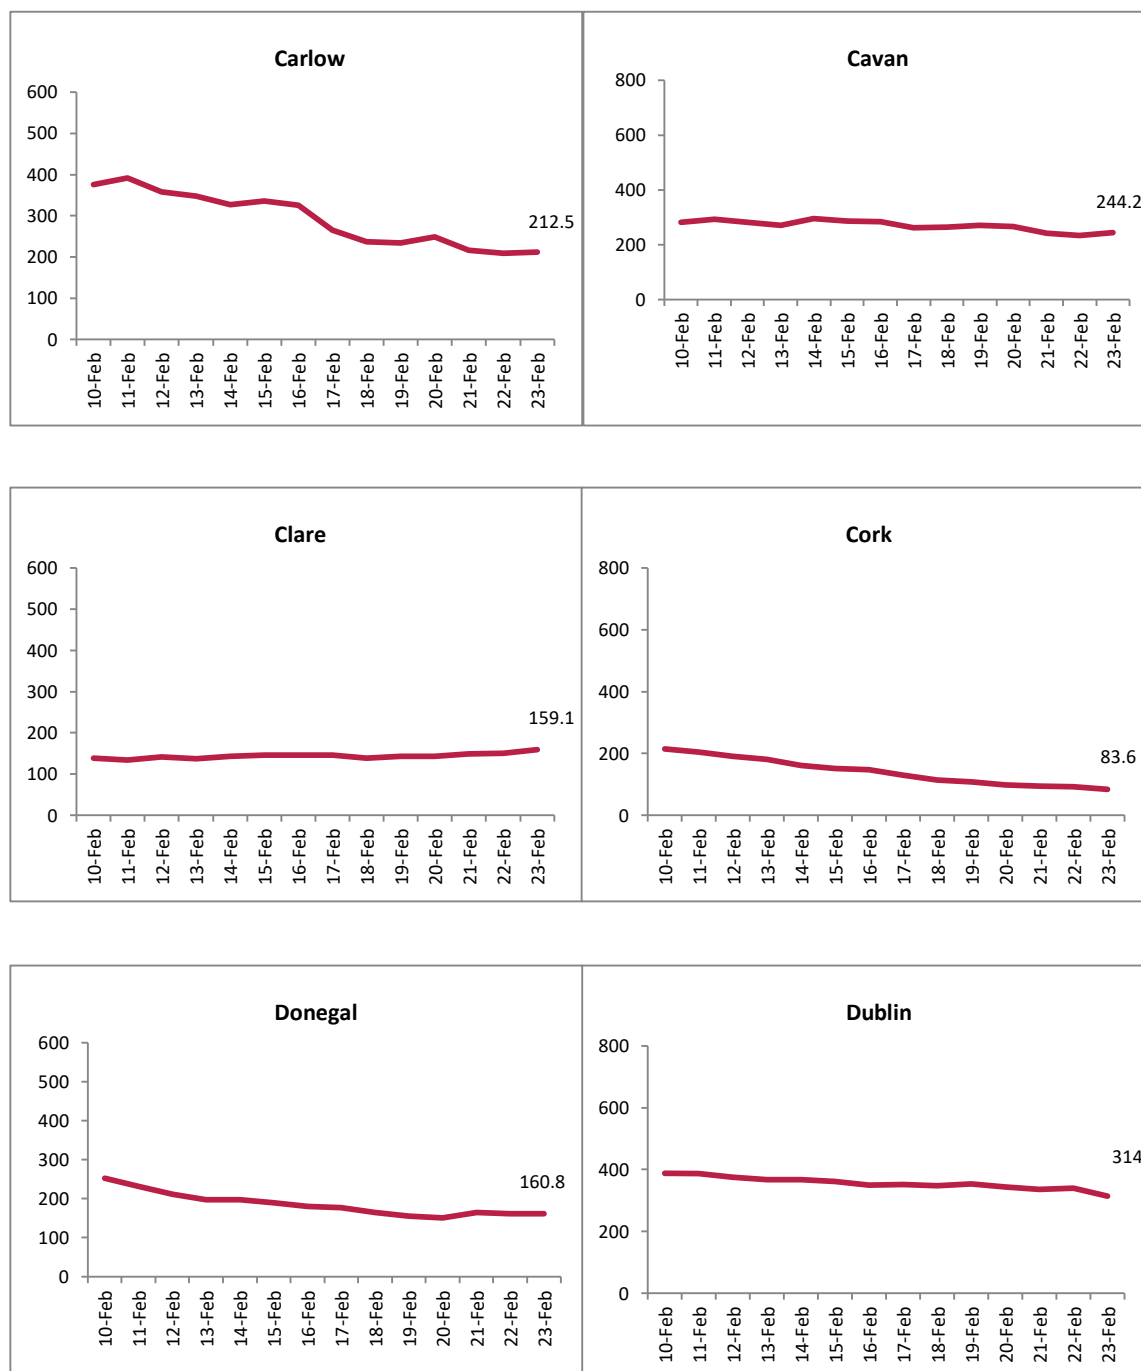 Carlow
600
500
400
300
200
100
0
212.5
10-Feb
11-Feb
12-Feb
13-Feb
14-Feb
15-Feb
16-Feb
17-Feb
18-Feb
19-Feb
20-Feb
21-Feb
22-Feb
23-Feb
Cavan
800
600
400
200
0
244.2
10-Feb
11-Feb
12-Feb
13-Feb
14-Feb
15-Feb
16-Feb
17-Feb
18-Feb
19-Feb
20-Feb
21-Feb
22-Feb
23-Feb
Clare
600
500
400
300
200
100
0
159.1
10-Feb
11-Feb
12-Feb
13-Feb
14-Feb
15-Feb
16-Feb
17-Feb
18-Feb
19-Feb
20-Feb
21-Feb
22-Feb
23-Feb
Cork
800
600
400
200
0
83.6
10-Feb
11-Feb
12-Feb
13-Feb
14-Feb
15-Feb
16-Feb
17-Feb
18-Feb
19-Feb
20-Feb
21-Feb
22-Feb
23-Feb
Donegal
600
500
400
300
200
100
0
160.8
10-Feb
11-Feb
12-Feb
13-Feb
14-Feb
15-Feb
16-Feb
17-Feb
18-Feb
19-Feb
20-Feb
21-Feb
22-Feb
23-Feb
Dublin
800
600
400
200
0
314
10-Feb
11-Feb
12-Feb
13-Feb
14-Feb
15-Feb
16-Feb
17-Feb
18-Feb
19-Feb
20-Feb
21-Feb
22-Feb
23-Feb